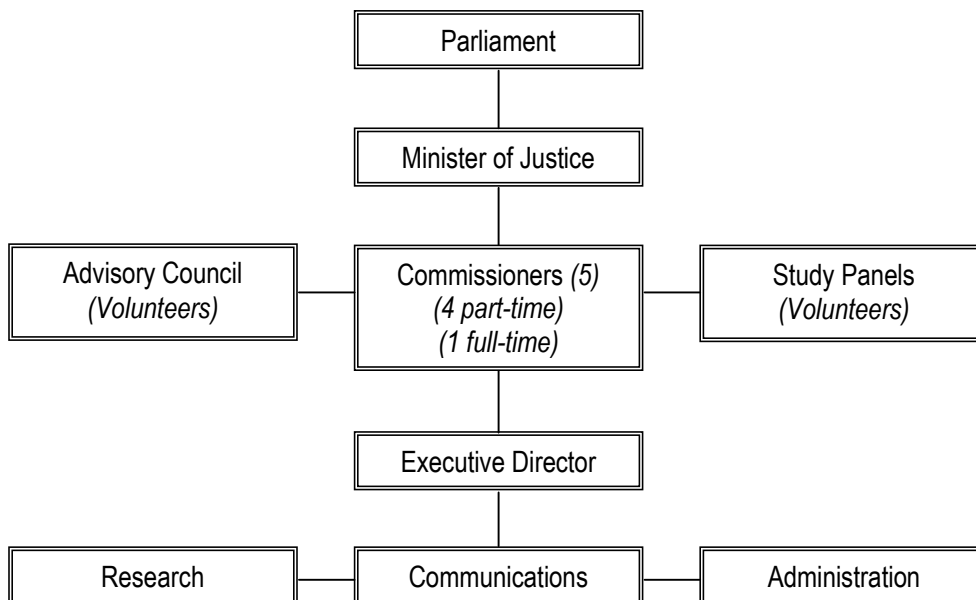 Parliament
Minister of Justice
Advisory Council
(Volunteers)
Commissioners (5)
(4 part-time)
(1 full-time)
Study Panels
(Volunteers)
Executive Director
Research
Communications
Administration